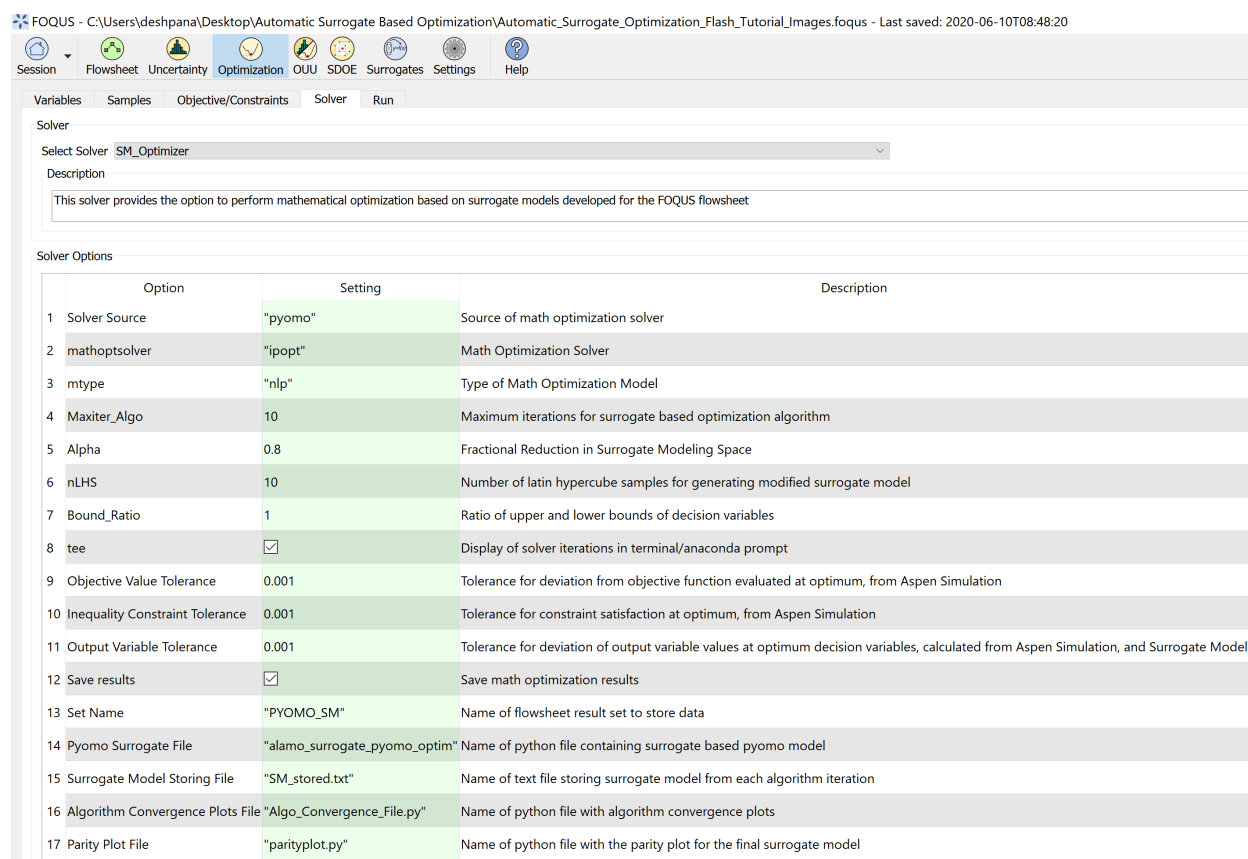 FOQUS - C:\Users\deshpana\Desktop\Automatic Surrogate Based Optimization\Automatic_Surrogate_Optimization_Flash_Tutorial_Images.foqus - Last saved: 2020-06-10T08:48:20
Session Flowsheet Uncertainty Optimization OUU SDOE Surrogates Settings Help
Variables Samples Objective/Constraints Solver Run
Solver
Select Solver SM_Optimizer
Description
This solver provides the option to perform mathematical optimization based on surrogate models developed for the FOQUS flowsheet
Solver Options
Option Setting Description
1 Solver Source "pyomo" Source of math optimization solver
2 mathoptsolver "ipopt" Math Optimization Solver
3 mtype "nlp" Type of Math Optimization Model
4 Maxiter_Algo 10 Maximum iterations for surrogate based optimization algorithm
5 Alpha 0.8 Fractional Reduction in Surrogate Modeling Space
6 nLHS 10 Number of latin hypercube samples for generating modified surrogate model
7 Bound_Ratio 1 Ratio of upper and lower bounds of decision variables
8 tee Display of solver iterations in terminal/anaconda prompt
9 Objective Value Tolerance 0.001 Tolerance for deviation from objective function evaluated at optimum, from Aspen Simulation
10 Inequality Constraint Tolerance 0.001 Tolerance for constraint satisfaction at optimum, from Aspen Simulation
11 Output Variable Tolerance 0.001 Tolerance for deviation of output variable values at optimum decision variables, calculated from Aspen Simulation, and Surrogate Model
12 Save results Save math optimization results
13 Set Name "PYOMO_SM" Name of flowsheet result set to store data
14 Pyomo Surrogate File "alamo_surrogate_pyomo_optim" Name of python file containing surrogate based pyomo model
15 Surrogate Model Storing File "SM_stored.txt" Name of text file storing surrogate model from each algorithm iteration
16 Algorithm Convergence Plots File "Algo_Convergence_File.py" Name of python file with algorithm convergence plots
17 Parity Plot File "parityplot.py" Name of python file with the parity plot for the final surrogate model